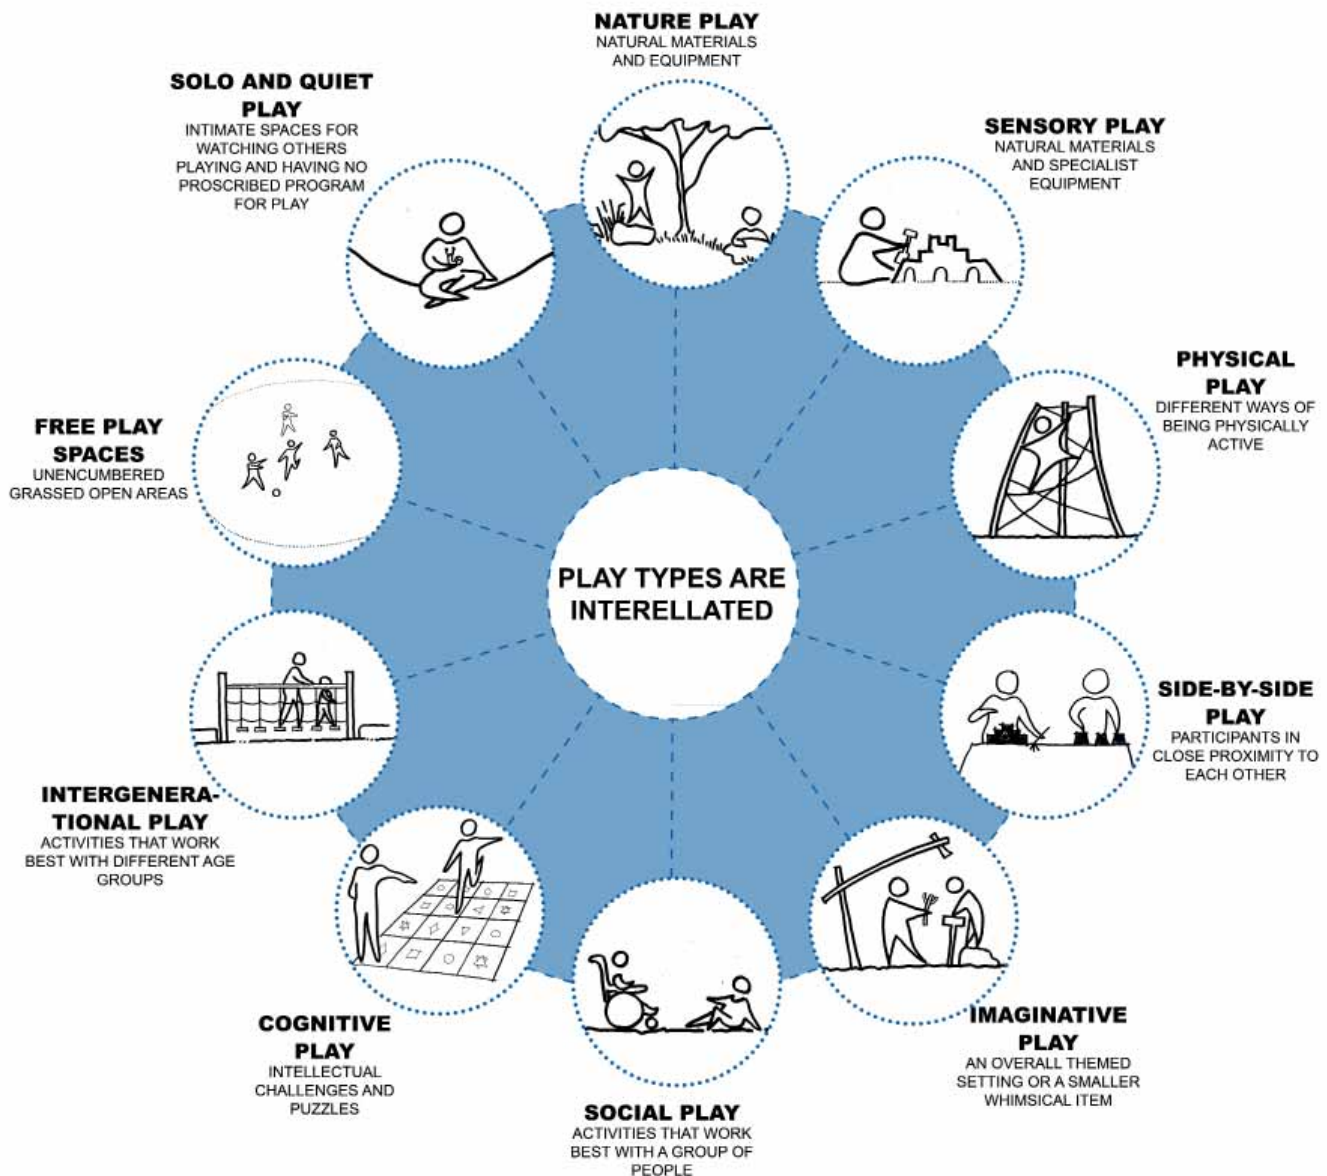 NATURE PLAY
NATURAL MATERIALS
AND EQUIPMENT
SENSORY PLAY
NATURAL MATERIALS
AND SPECIALIST
EQUIPMENT
PHYSICAL
PLAY
DIFFERENT WAYS OF
BEING PHYSICALLY
ACTIVE
SIDE-BY-SIDE
PLAY
PARTICIPANTS IN
CLOSE PROXIMITY TO
EACH OTHER
IMAGINATIVE
PLAY
AN OVERALL THEMED
SETTING OR A SMALLER
WHIMSICAL ITEM
SOCIAL PLAY
ACTIVITIES THAT WORK
BEST WITH A GROUP OF
PEOPLE
COGNITIVE
PLAY
INTELLECTUAL
CHALLENGES AND
PUZZLES
INTERGENERA-
TIONAL PLAY
ACTIVITIES THAT WORK
BEST WITH DIFFERENT AGE
GROUPS
FREE PLAY
SPACES
UNENCUMBERED
GRASSED OPEN AREAS
SOLO AND QUIET
PLAY
INTIMATE SPACES FOR
WATCHING OTHERS
PLAYING AND HAVING NO
PROSCRIBED PROGRAM
FOR PLAY
PLAY TYPES ARE
INTERELLATED